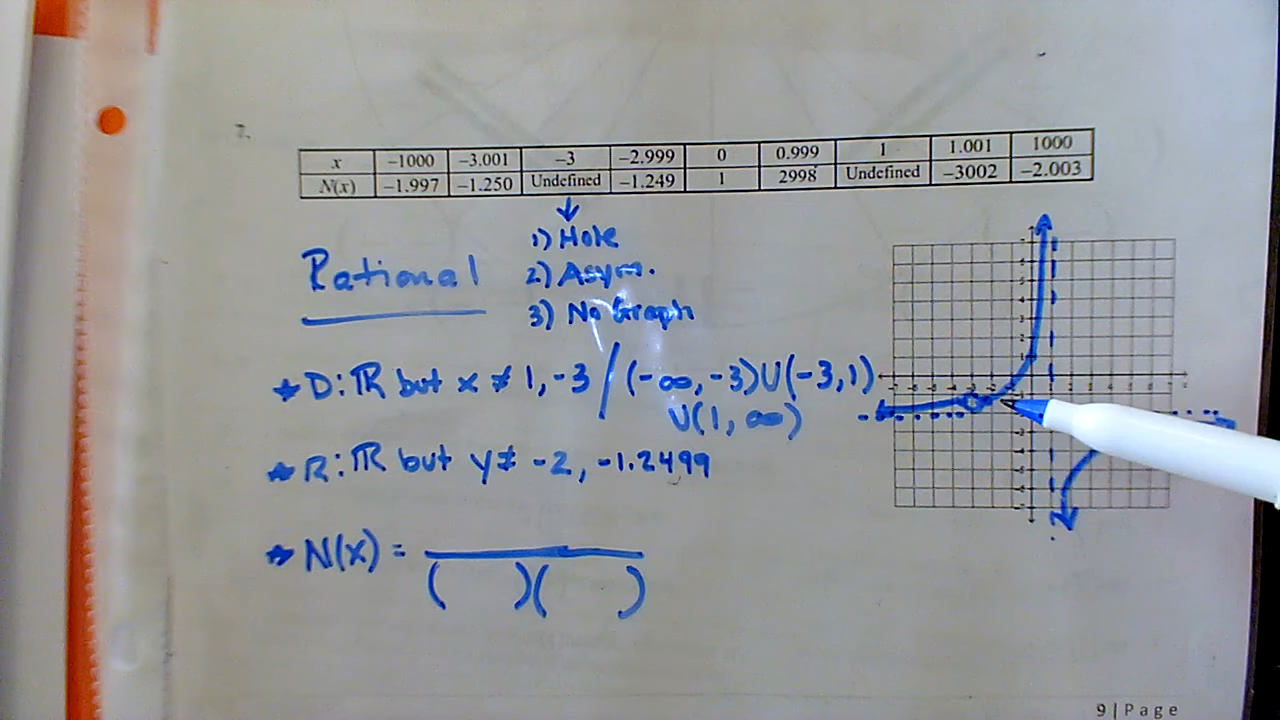 7.
x –1000 –3.001 –3 –2.999 0 0.999 1 1.001 1000
N(x) –1.997 –1.250 Undefined –1.249 1 2998 Undefined –3002 –2.003
Rational
1) Hole
2) Asym.
3) No Graph
D: ℝ but x ≠ 1, -3 / (-∞, -3)U(-3, 1)
U(1, ∞)
R: ℝ but y ≠ -2, -1.2499
N(x) = ( )( )
9 | Page